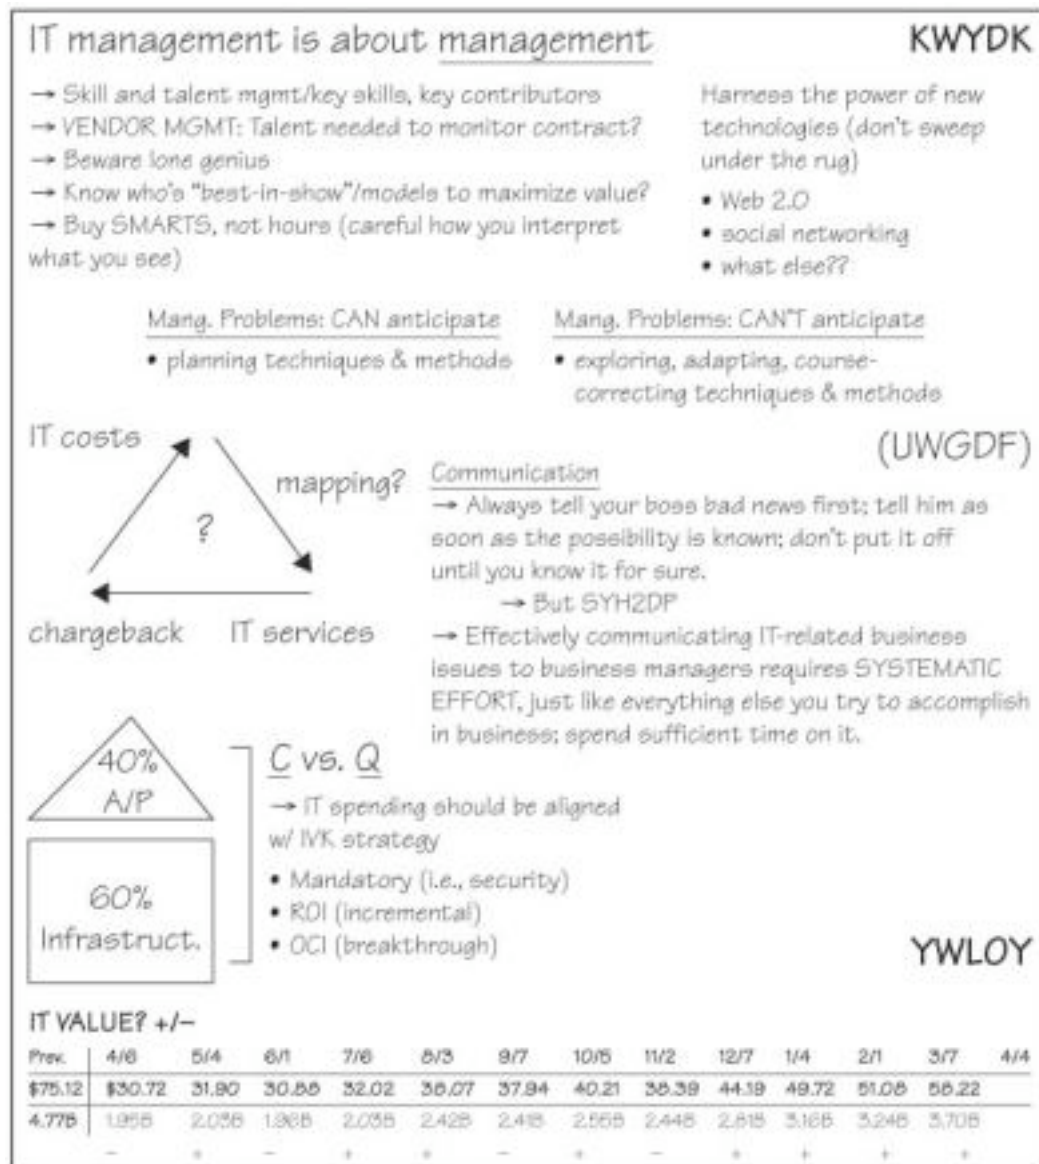 IT management is about management
KWYDK
→ Skill and talent mgmt/key skills, key contributors
→ VENDOR MGMT: Talent needed to monitor contract?
→ Beware lone genius
→ Know who's "best-in-show"/models to maximize value?
→ Buy SMARTS, not hours (careful how you interpret
what you see)
Harness the power of new
technologies (don't sweep
under the rug)
• Web 2.0
• social networking
• what else??
Mang. Problems: CAN anticipate
• planning techniques & methods
Mang. Problems: CAN'T anticipate
• exploring, adapting, course-
correcting techniques & methods
IT costs
mapping?
?
chargeback
IT services
(UWGDF)
Communication
→ Always tell your boss bad news first; tell him as
soon as the possibility is known; don't put it off
until you know it for sure.
→ But SYH2DP
→ Effectively communicating IT-related business
issues to business managers requires SYSTEMATIC
EFFORT, just like everything else you try to accomplish
in business; spend sufficient time on it.
40%
A/P
60%
Infrastruct.
C vs. Q
→ IT spending should be aligned
w/ IVK strategy
• Mandatory (i.e., security)
• ROI (incremental)
• OCI (breakthrough)
YWLOY
IT VALUE? +/−
Prev. 4/6 5/4 6/1 7/6 8/3 9/7 10/5 11/2 12/7 1/4 2/1 3/7 4/4
$75.12 $30.72 31.90 30.88 32.02 38.07 37.94 40.21 38.39 44.19 49.72 51.08 58.22
4.77B 1.95B 2.03B 1.96B 2.03B 2.42B 2.41B 2.55B 2.44B 2.81B 3.16B 3.24B 3.70B
− + − + + − + − + + + +